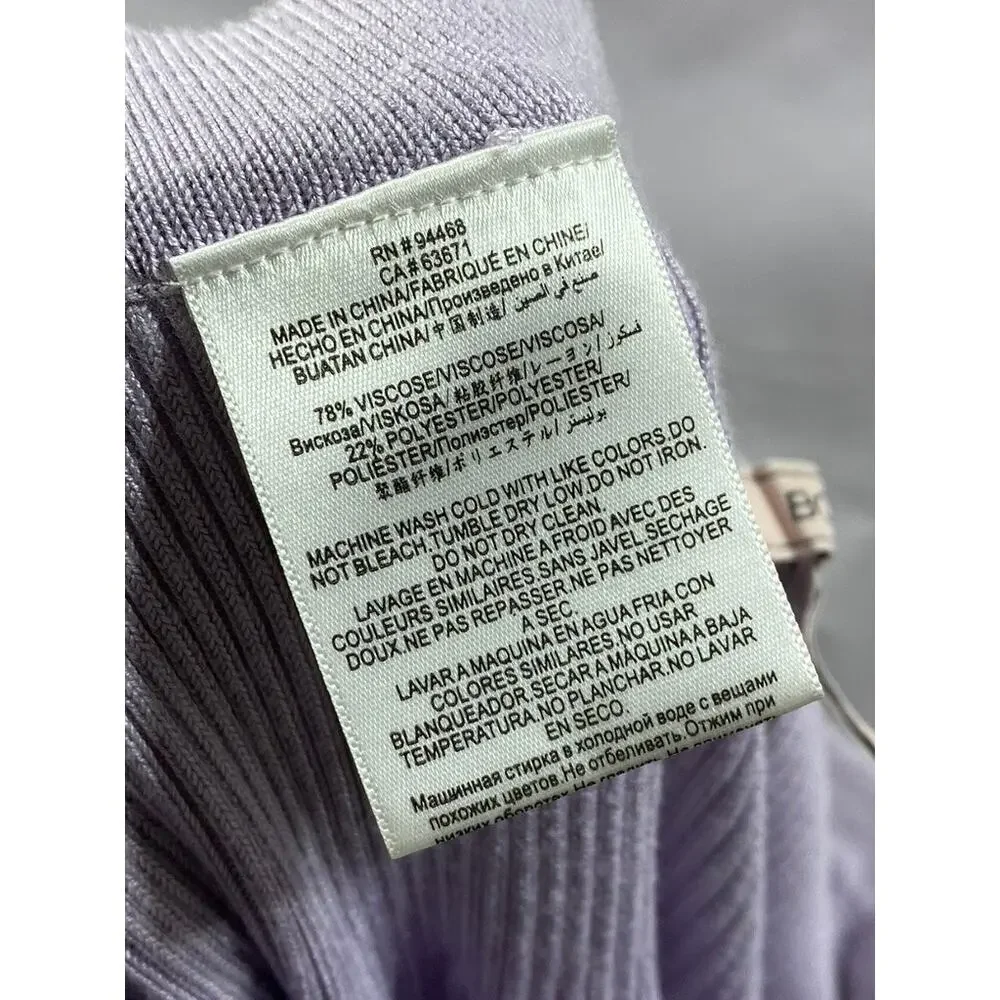 RN # 94468
CA # 63671
MADE IN CHINA/FABRIQUÉ EN CHINE/
HECHO EN CHINA/Произведено в Китае/
BUATAN CHINA/中国制造/ صنع في الصين
78% VISCOSE/VISCOSE/VISCOSA/
Вискоза/VISKOSA/粘胶纤维/レーヨン/ فسكوز
22% POLYESTER/POLYESTER/
POLIÉSTER/Полиэстер/POLIESTER/
聚酯纤维/ポリエステル/ بوليستر
MACHINE WASH COLD WITH LIKE COLORS.DO
NOT BLEACH.TUMBLE DRY LOW.DO NOT IRON.
DO NOT DRY CLEAN.
LAVAGE EN MACHINE A FROID AVEC DES
COULEURS SIMILAIRES.SANS JAVEL.SECHAGE
DOUX.NE PAS REPASSER.NE PAS NETTOYER
A SEC.
LAVAR A MAQUINA EN AGUA FRIA CON
COLORES SIMILARES.NO USAR
BLANQUEADOR.SECAR A MAQUINA A BAJA
TEMPERATURA.NO PLANCHAR.NO LAVAR
EN SECO.
Машинная стирка в холодной воде с вещами
похожих цветов.Не отбеливать.Отжим при
низких оборотах.Не